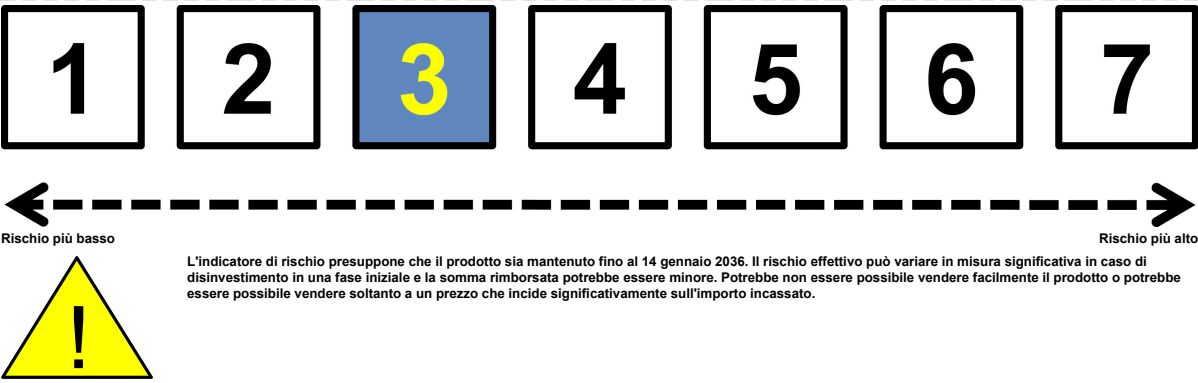 1 2 3 4 5 6 7
Rischio più basso Rischio più alto
L'indicatore di rischio presuppone che il prodotto sia mantenuto fino al 14 gennaio 2036. Il rischio effettivo può variare in misura significativa in caso di
disinvestimento in una fase iniziale e la somma rimborsata potrebbe essere minore. Potrebbe non essere possibile vendere facilmente il prodotto o potrebbe
essere possibile vendere soltanto a un prezzo che incide significativamente sull'importo incassato.
!